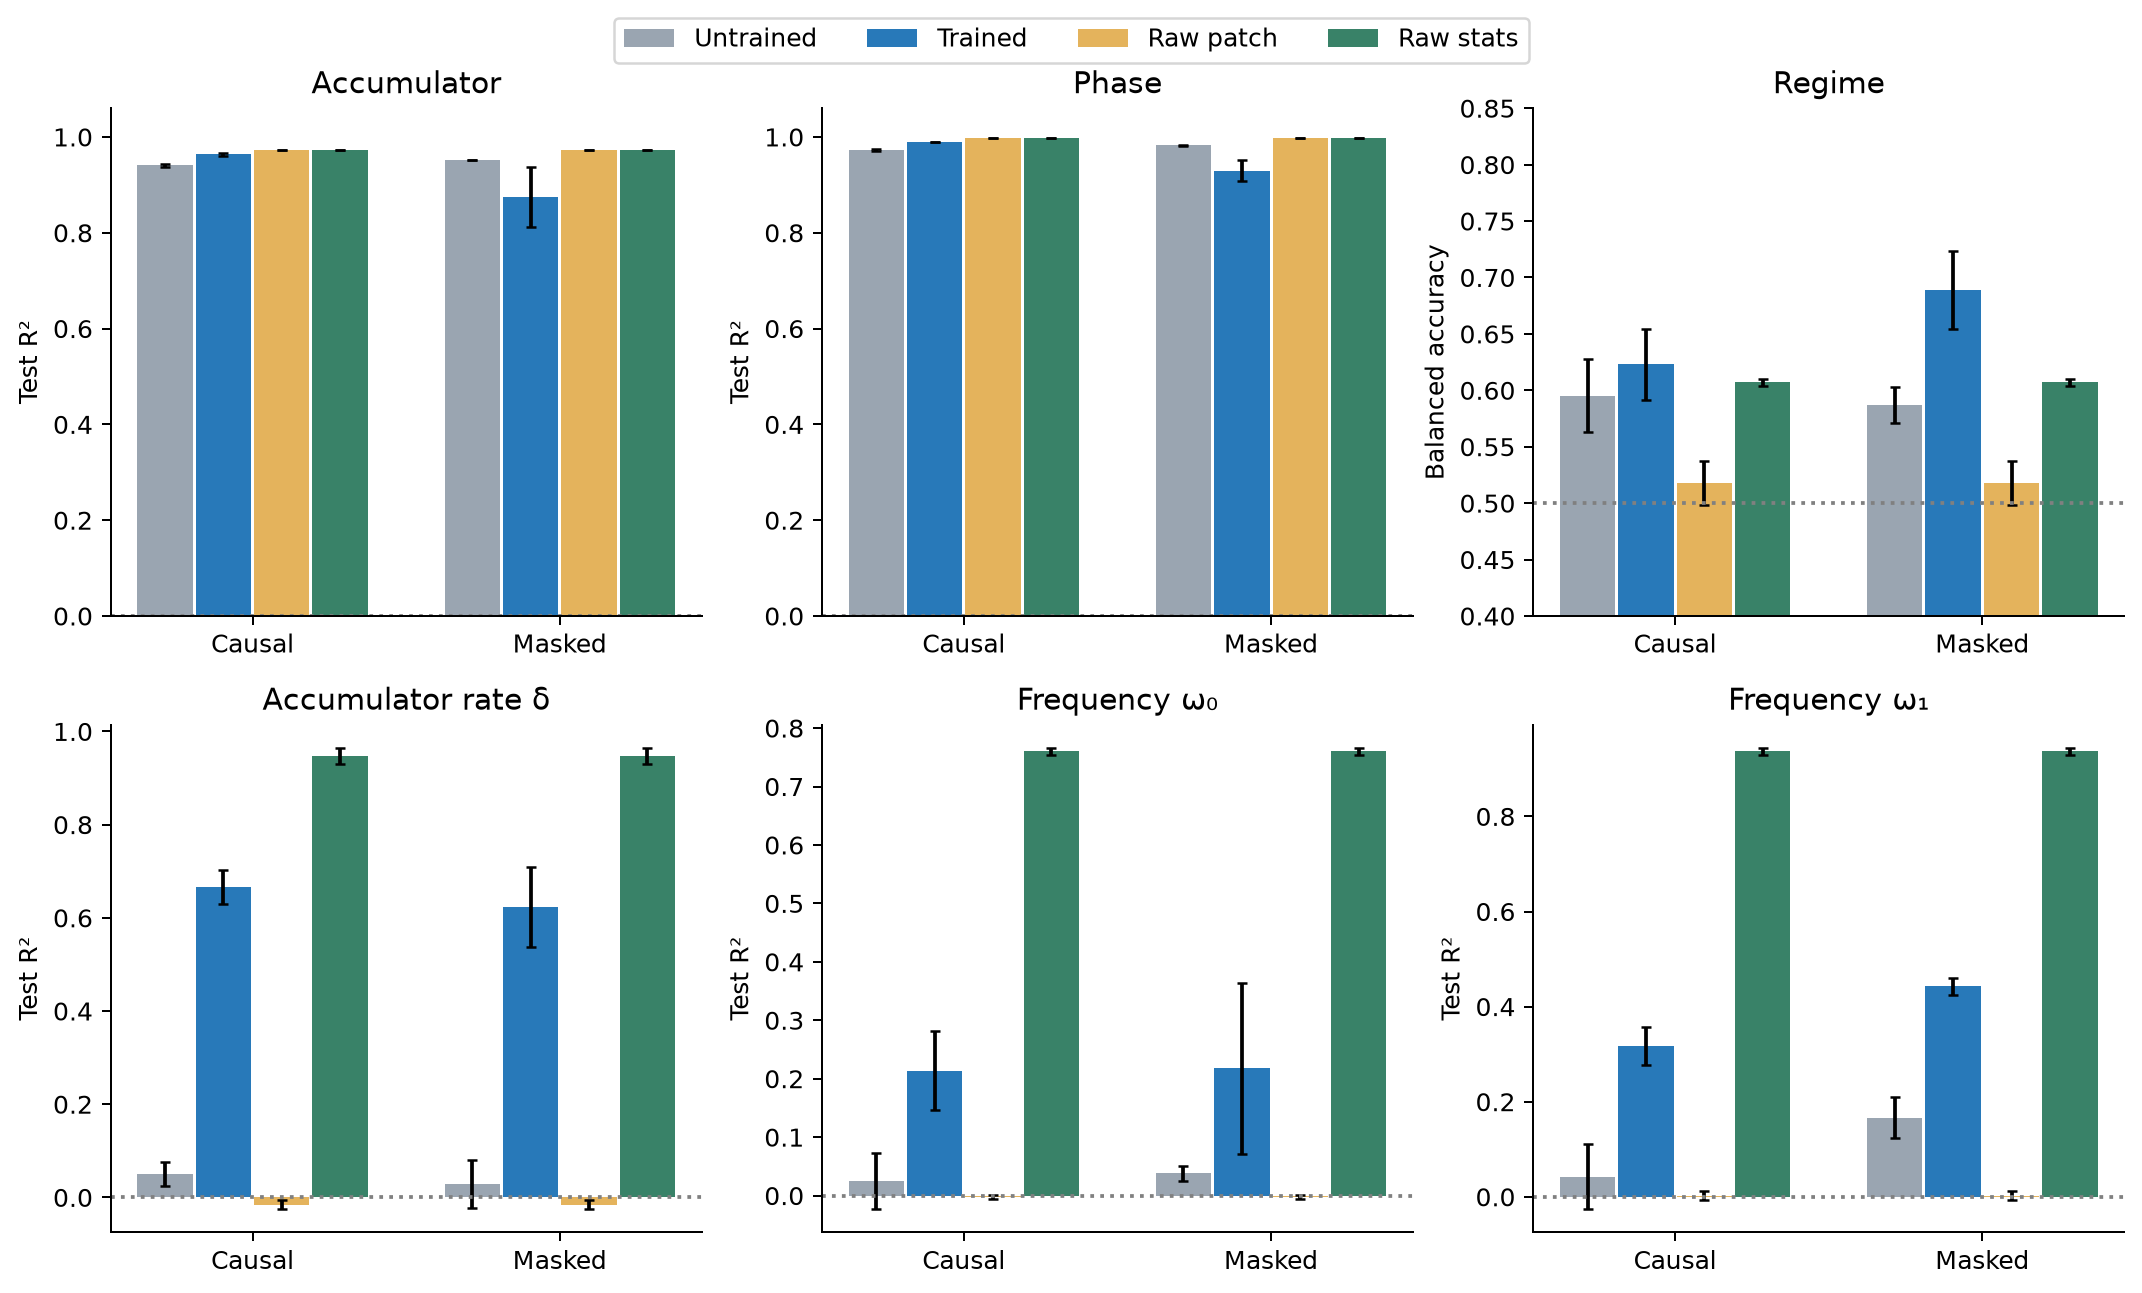 Untrained Trained Raw patch Raw stats
Accumulator
Test R²
1.0
0.8
0.6
0.4
0.2
0.0
Causal Masked
Phase
Test R²
1.0
0.8
0.6
0.4
0.2
0.0
Causal Masked
Regime
Balanced accuracy
0.85
0.80
0.75
0.70
0.65
0.60
0.55
0.50
0.45
0.40
Causal Masked
Accumulator rate δ
Test R²
1.0
0.8
0.6
0.4
0.2
0.0
Causal Masked
Frequency ω₀
Test R²
0.8
0.7
0.6
0.5
0.4
0.3
0.2
0.1
0.0
Causal Masked
Frequency ω₁
Test R²
0.8
0.6
0.4
0.2
0.0
Causal Masked